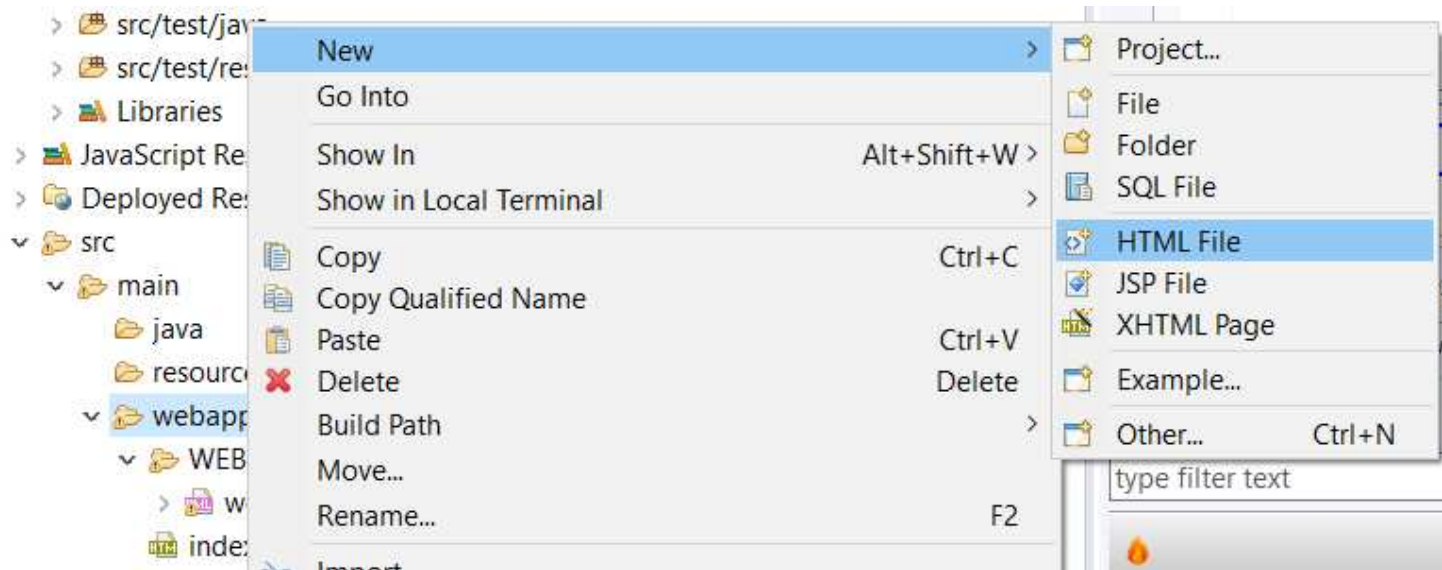 src/test/java
src/test/res
Libraries
JavaScript Re
Deployed Re
src
main
java
resourc
webapp
WEB
w
inde
New
Go Into
Show In Alt+Shift+W
Show in Local Terminal
Copy Ctrl+C
Copy Qualified Name
Paste Ctrl+V
Delete Delete
Build Path
Move...
Rename... F2
Import
Project...
File
Folder
SQL File
HTML File
JSP File
XHTML Page
Example...
Other... Ctrl+N
type filter text